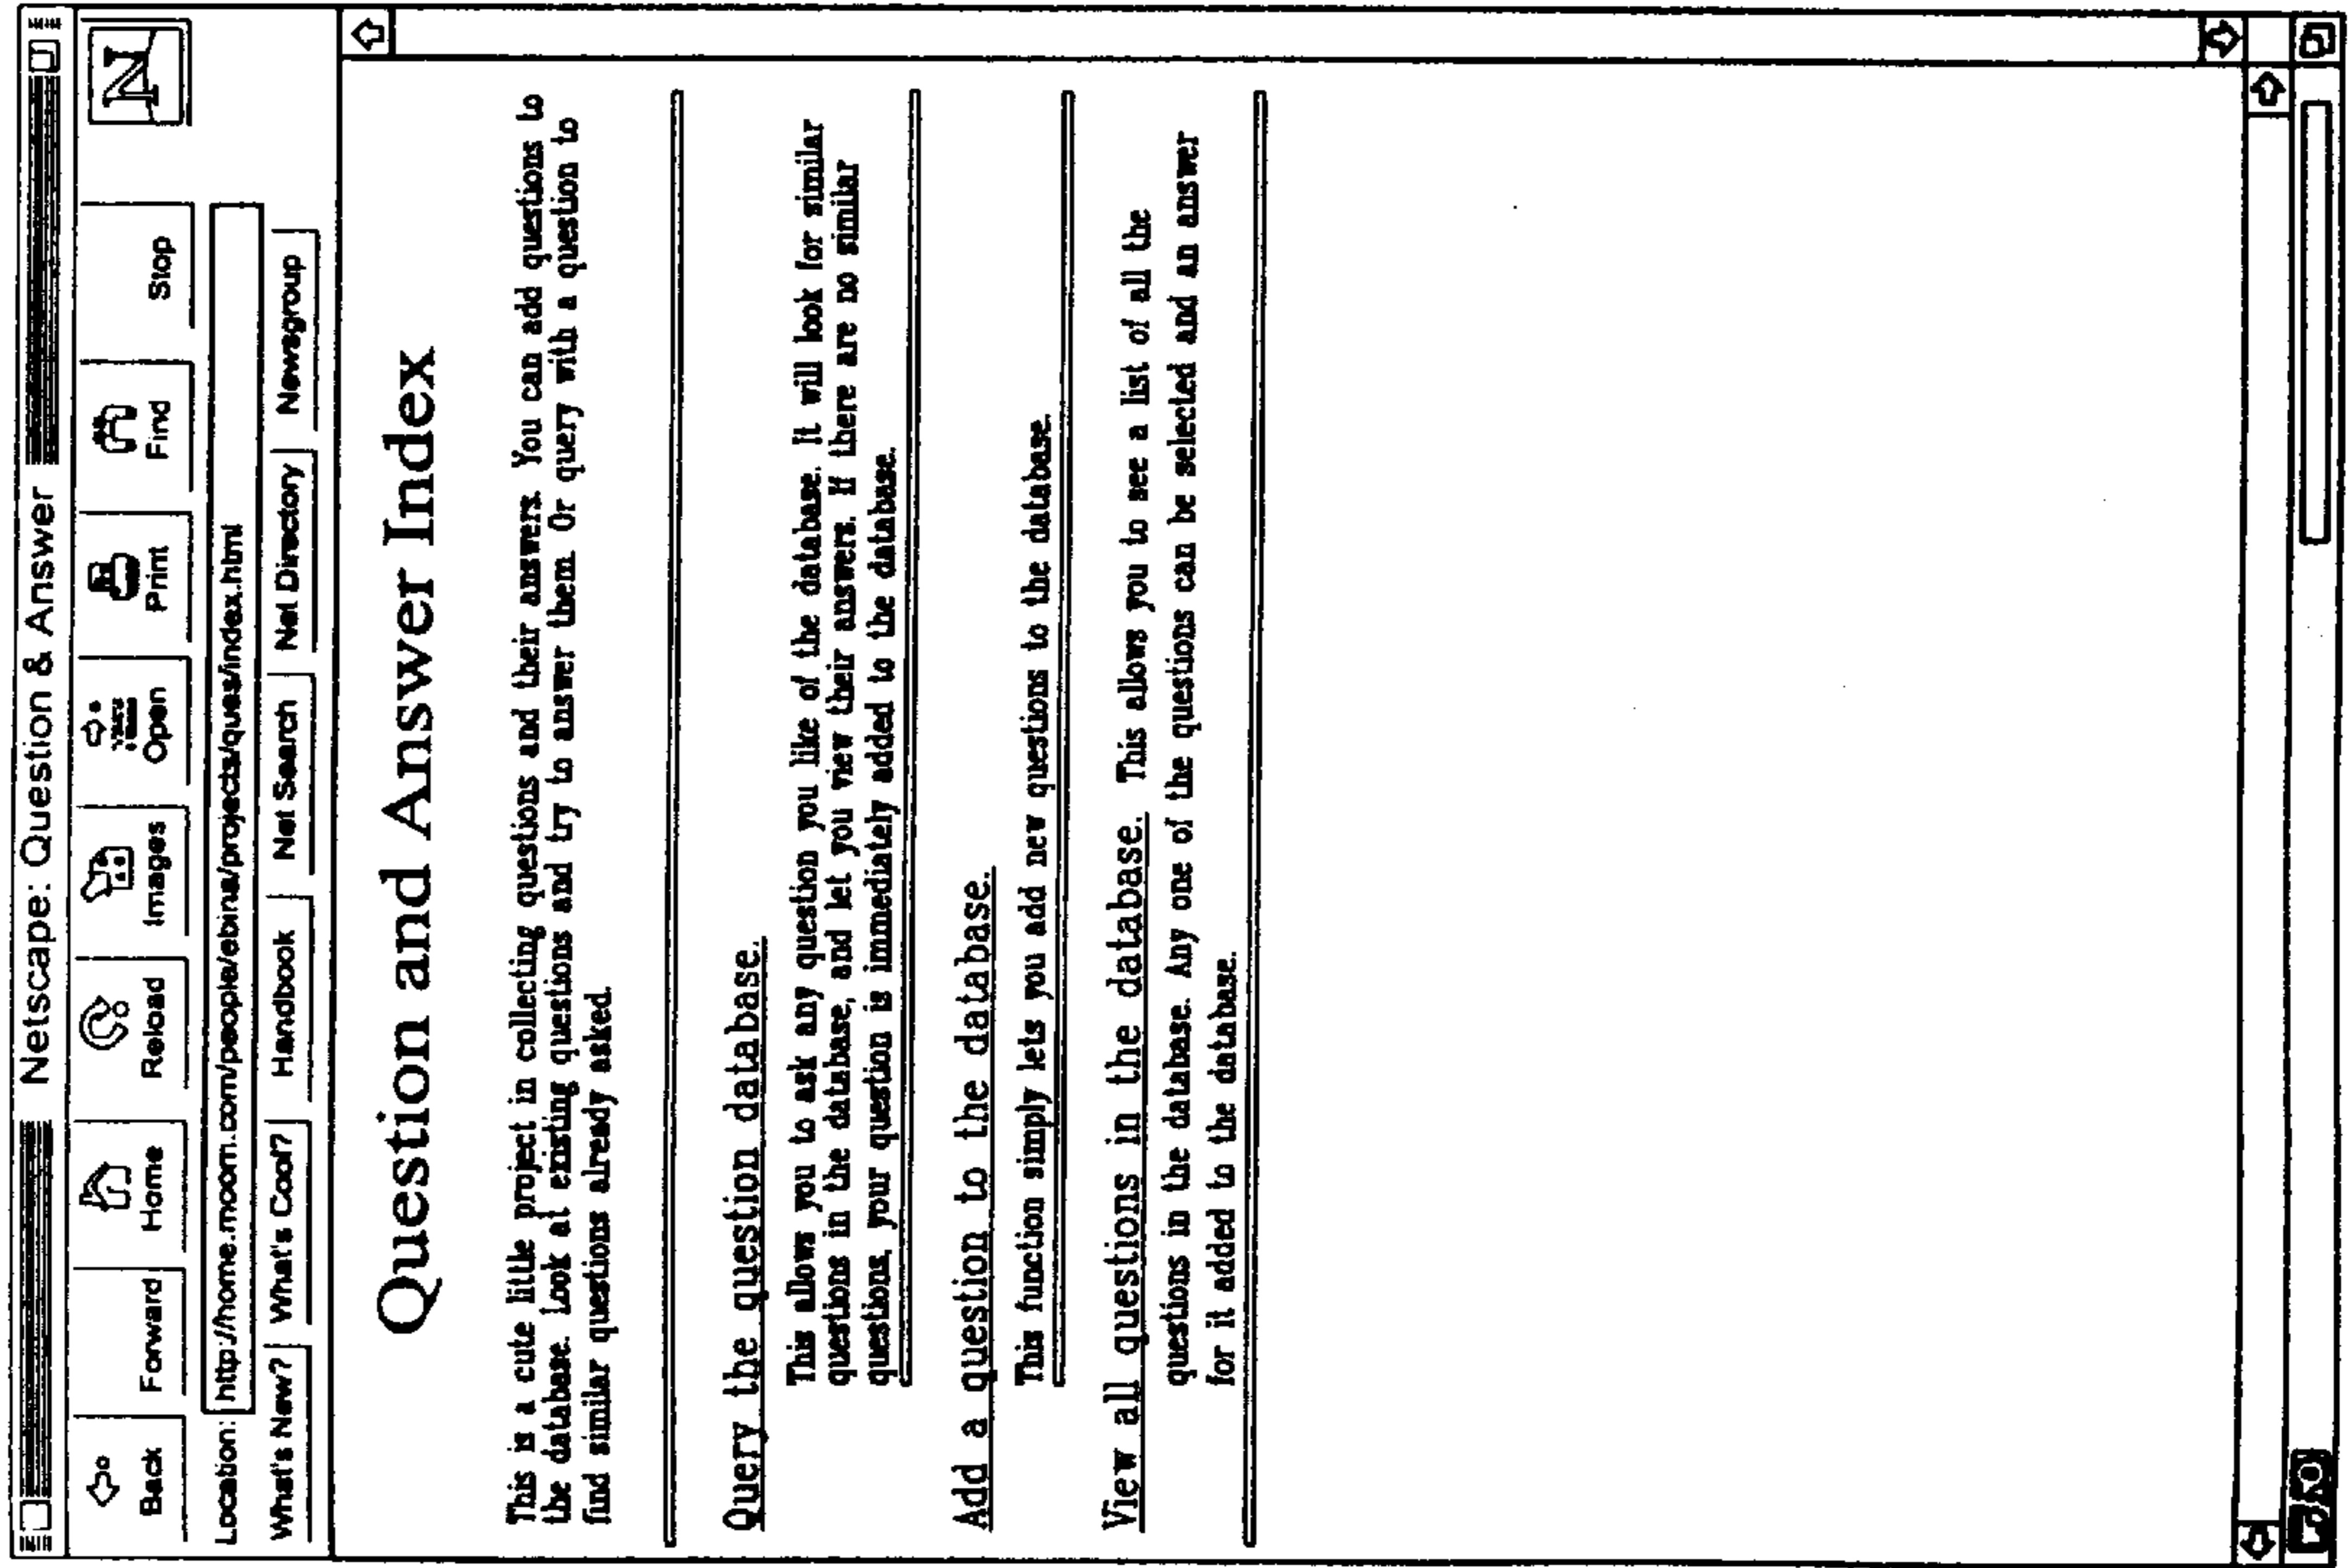 Netscape: Question & Answer
N
Back Forward Home Reload Images Open Print Find Stop
Location: http://home.mcom.com/people/ebina/projects/ques/index.html
What's New? What's Cool? Handbook Net Search Net Directory Newsgroup
Question and Answer Index
This is a cute little project in collecting questions and their answers. You can add questions to
the database. Look at existing questions and try to answer them. Or query with a question to
find similar questions already asked.
Query the question database.
This allows you to ask any question you like of the database. It will look for similar
questions in the database, and let you view their answers. If there are no similar
questions, your question is immediately added to the database.
Add a question to the database.
This function simply lets you add new questions to the database.
View all questions in the database. This allows you to see a list of all the
questions in the database. Any one of the questions can be selected and an answer
for it added to the database.